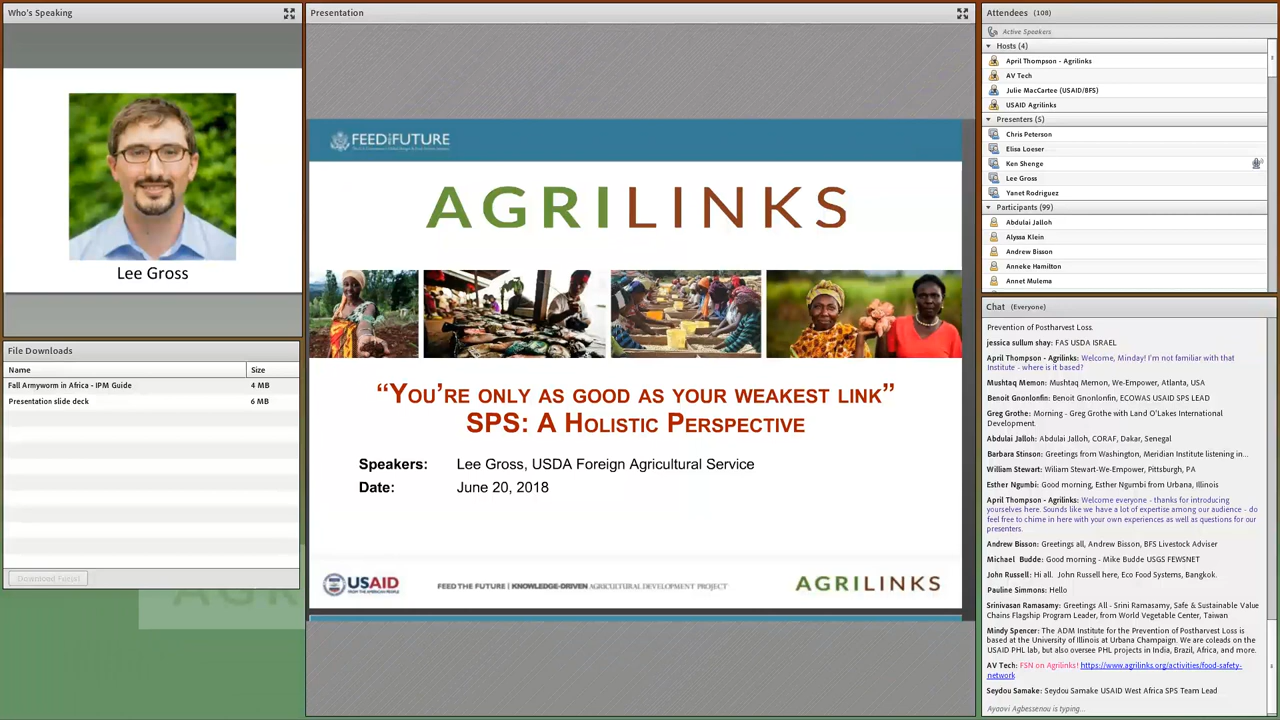 Who's Speaking
Lee Gross
File Downloads
Name Size
Fall Armyworm in Africa - IPM Guide 4 MB
Presentation slide deck 6 MB
Download File(s)
Presentation
FEED THE FUTURE
AGRILINKS
“YOU’RE ONLY AS GOOD AS YOUR WEAKEST LINK”
SPS: A HOLISTIC PERSPECTIVE
Speakers: Lee Gross, USDA Foreign Agricultural Service
Date: June 20, 2018
USAID
FROM THE AMERICAN PEOPLE
FEED THE FUTURE | KNOWLEDGE-DRIVEN AGRICULTURAL DEVELOPMENT PROJECT
AGRILINKS
Attendees (108)
Active Speakers
Hosts (4)
April Thompson - Agrilinks
AV Tech
Julie MacCartee (USAID/BFS)
USAID Agrilinks
Presenters (5)
Chris Peterson
Elisa Loeser
Ken Shenge
Lee Gross
Yanet Rodriguez
Participants (99)
Abdulai Jalloh
Alyssa Klein
Andrew Bisson
Anneke Hamilton
Annet Mulema
Chat (Everyone)
Prevention of Postharvest Loss.
jessica sullum shay: FAS USDA ISRAEL
April Thompson - Agrilinks: Welcome, Minday! I'm not familiar with that
Institute - where is it based?
Mushtaq Memon: Mushtaq Memon, We-Empower, Atlanta, USA
Benoit Gnonlonfin: Benoit Gnonlonfin, ECOWAS USAID SPS LEAD
Greg Grothe: Morning - Greg Grothe with Land O'Lakes International
Development.
Abdulai Jalloh: Abdulai Jalloh, CORAF, Dakar, Senegal
Barbara Stinson: Greetings from Washington, Meridian Institute listening in...
William Stewart: Wiliam Stewart-We-Empower, Pittsburgh, PA
Esther Ngumbi: Good morning, Esther Ngumbi from Urbana, Illinois
April Thompson - Agrilinks: Welcome everyone - thanks for introducing
yourselves here. Sounds like we have a lot of expertise among our audience - do
feel free to chime in here with your own experiences as well as questions for our
presenters.
Andrew Bisson: Greetings all, Andrew Bisson, BFS Livestock Adviser
Michael Budde: Good morning - Mike Budde USGS FEWSNET
John Russell: Hi all. John Russell here, Eco Food Systems, Bangkok.
Pauline Simmons: Hello
Srinivasan Ramasamy: Greetings All - Srini Ramasamy, Safe & Sustainable Value
Chains Flagship Program Leader, from World Vegetable Center, Taiwan
Mindy Spencer: The ADM Institute for the Prevention of Postharvest Loss is
based at the University of Illinois at Urbana Champaign. We are coleads on the
USAID PHL lab, but also oversee PHL projects in India, Brazil, Africa, and more.
AV Tech: FSN on Agrilinks! https://www.agrilinks.org/activities/food-safety-
network
Seydou Samake: Seydou Samake USAID West Africa SPS Team Lead
Ayaovi Agbessenou is typing...